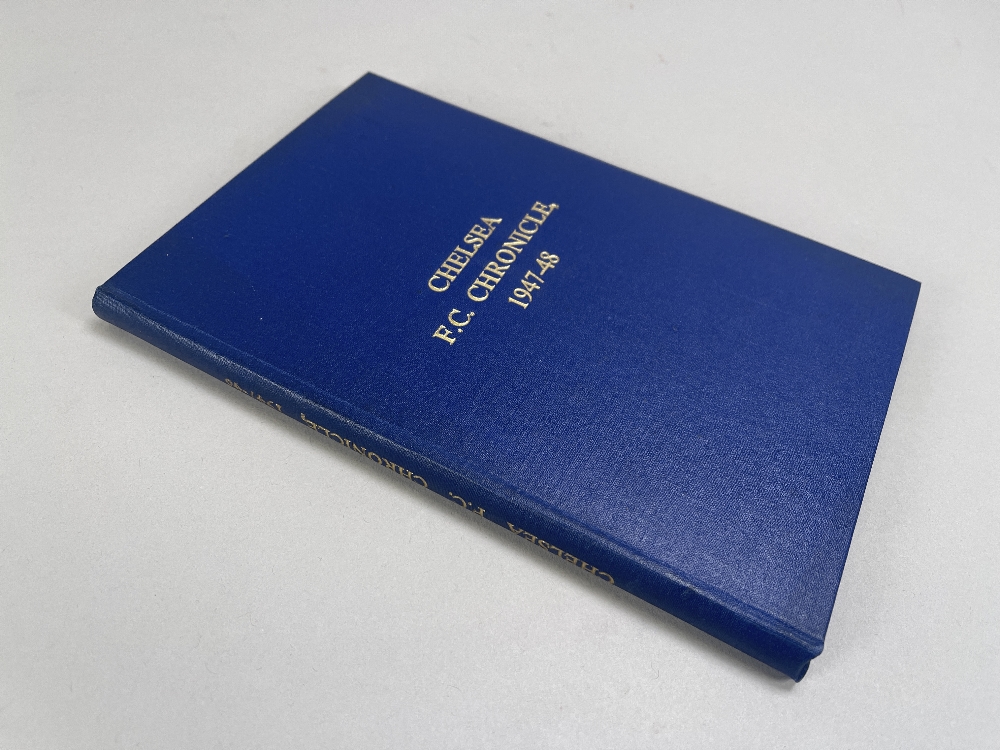 CHELSEA
F.C. CHRONICLE,
1947-48
CHELSEA F.C. CHRONICLE, 1947-48